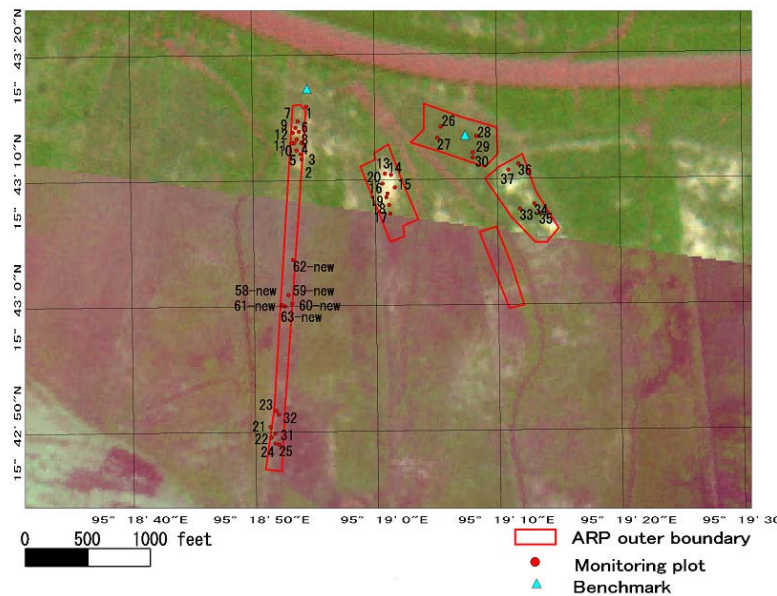 15° 43′ 20″N
15° 43′ 10″N
15° 43′ 0″N
15° 42′ 50″N
7 1
9 6
12 8
11 4
10
5 3
2
26
28
27 29
30
13 14
20
16 15
19
18
17
36
37
33 34
35
62-new
58-new 59-new
61-new 60-new
63-new
23
32
21
22 31
24 25
95° 18′ 40″E
95° 18′ 50″E
95° 19′ 0″E
95° 19′ 10″E
95° 19′ 20″E
95° 19′ 30
0 500 1000 feet
ARP outer boundary
Monitoring plot
Benchmark